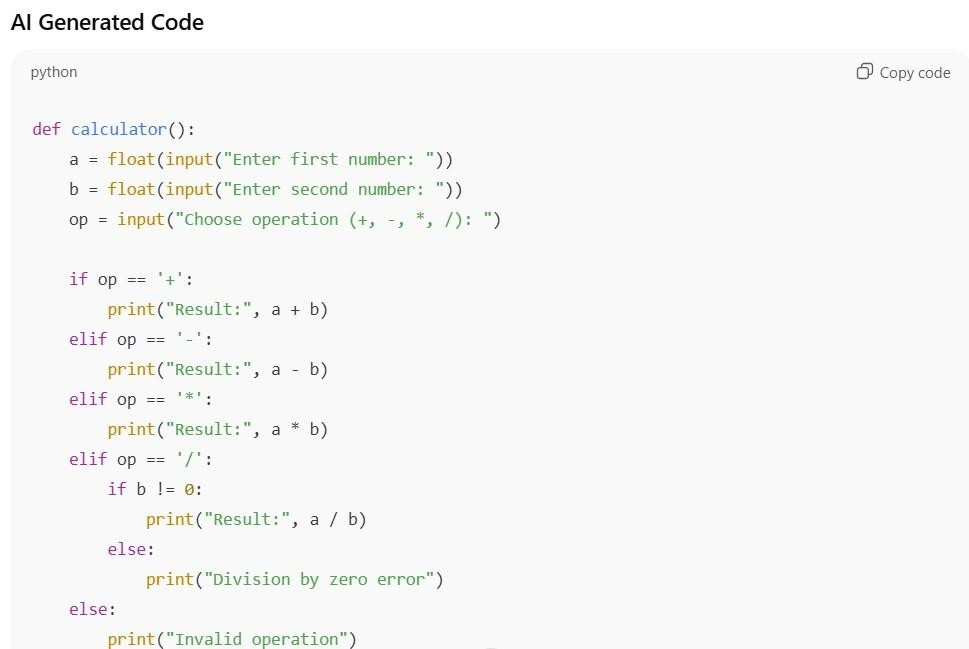 AI Generated Code
python
Copy code
def calculator():
    a = float(input("Enter first number: "))
    b = float(input("Enter second number: "))
    op = input("Choose operation (+, -, *, /): ")

    if op == '+':
        print("Result:", a + b)
    elif op == '-':
        print("Result:", a - b)
    elif op == '*':
        print("Result:", a * b)
    elif op == '/':
        if b != 0:
            print("Result:", a / b)
        else:
            print("Division by zero error")
    else:
        print("Invalid operation")